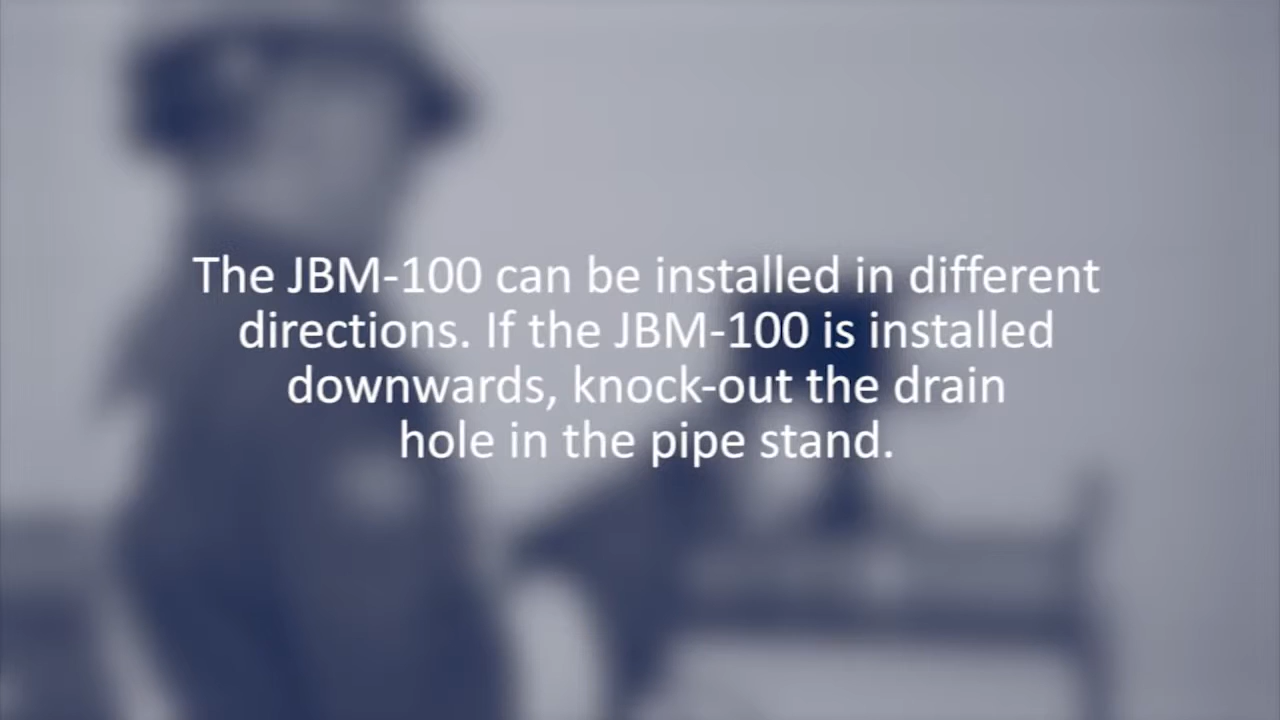 The JBM-100 can be installed in different
directions. If the JBM-100 is installed
downwards, knock-out the drain
hole in the pipe stand.